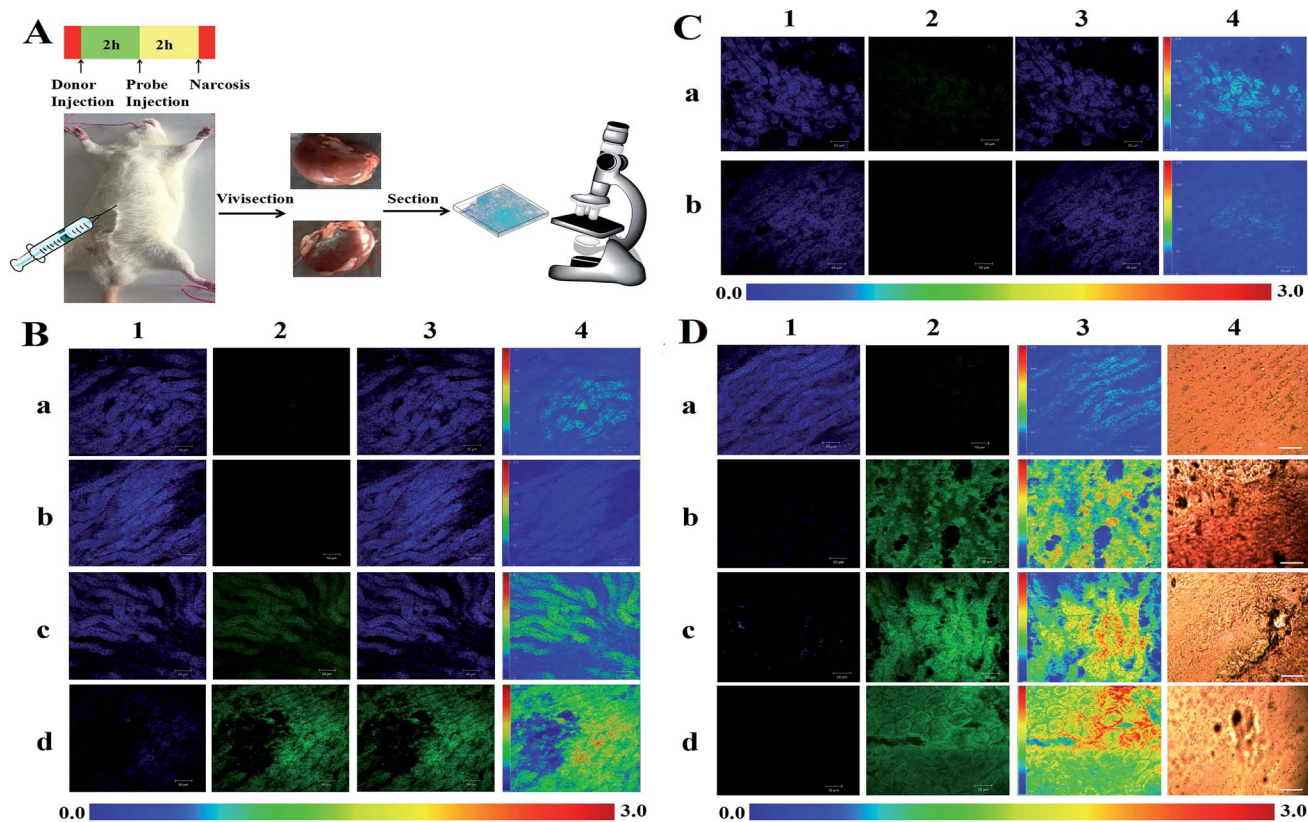 A
2h 2h
Donor Injection
Probe Injection
Narcosis
Vivisection
Section
B
1 2 3 4
a
b
c
d
0.0 3.0
C
1 2 3 4
a
b
0.0 3.0
D
1 2 3 4
a
b
c
d
0.0 3.0